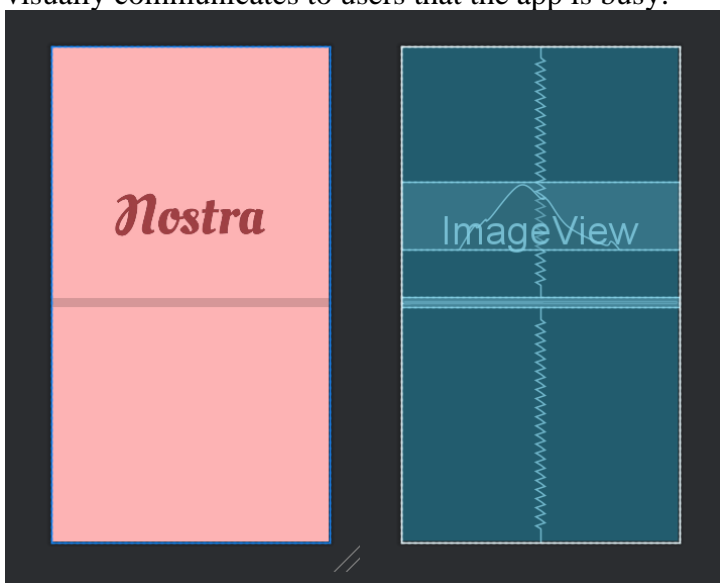 visually communicates to users that the app is busy.
Nostra
ImageView